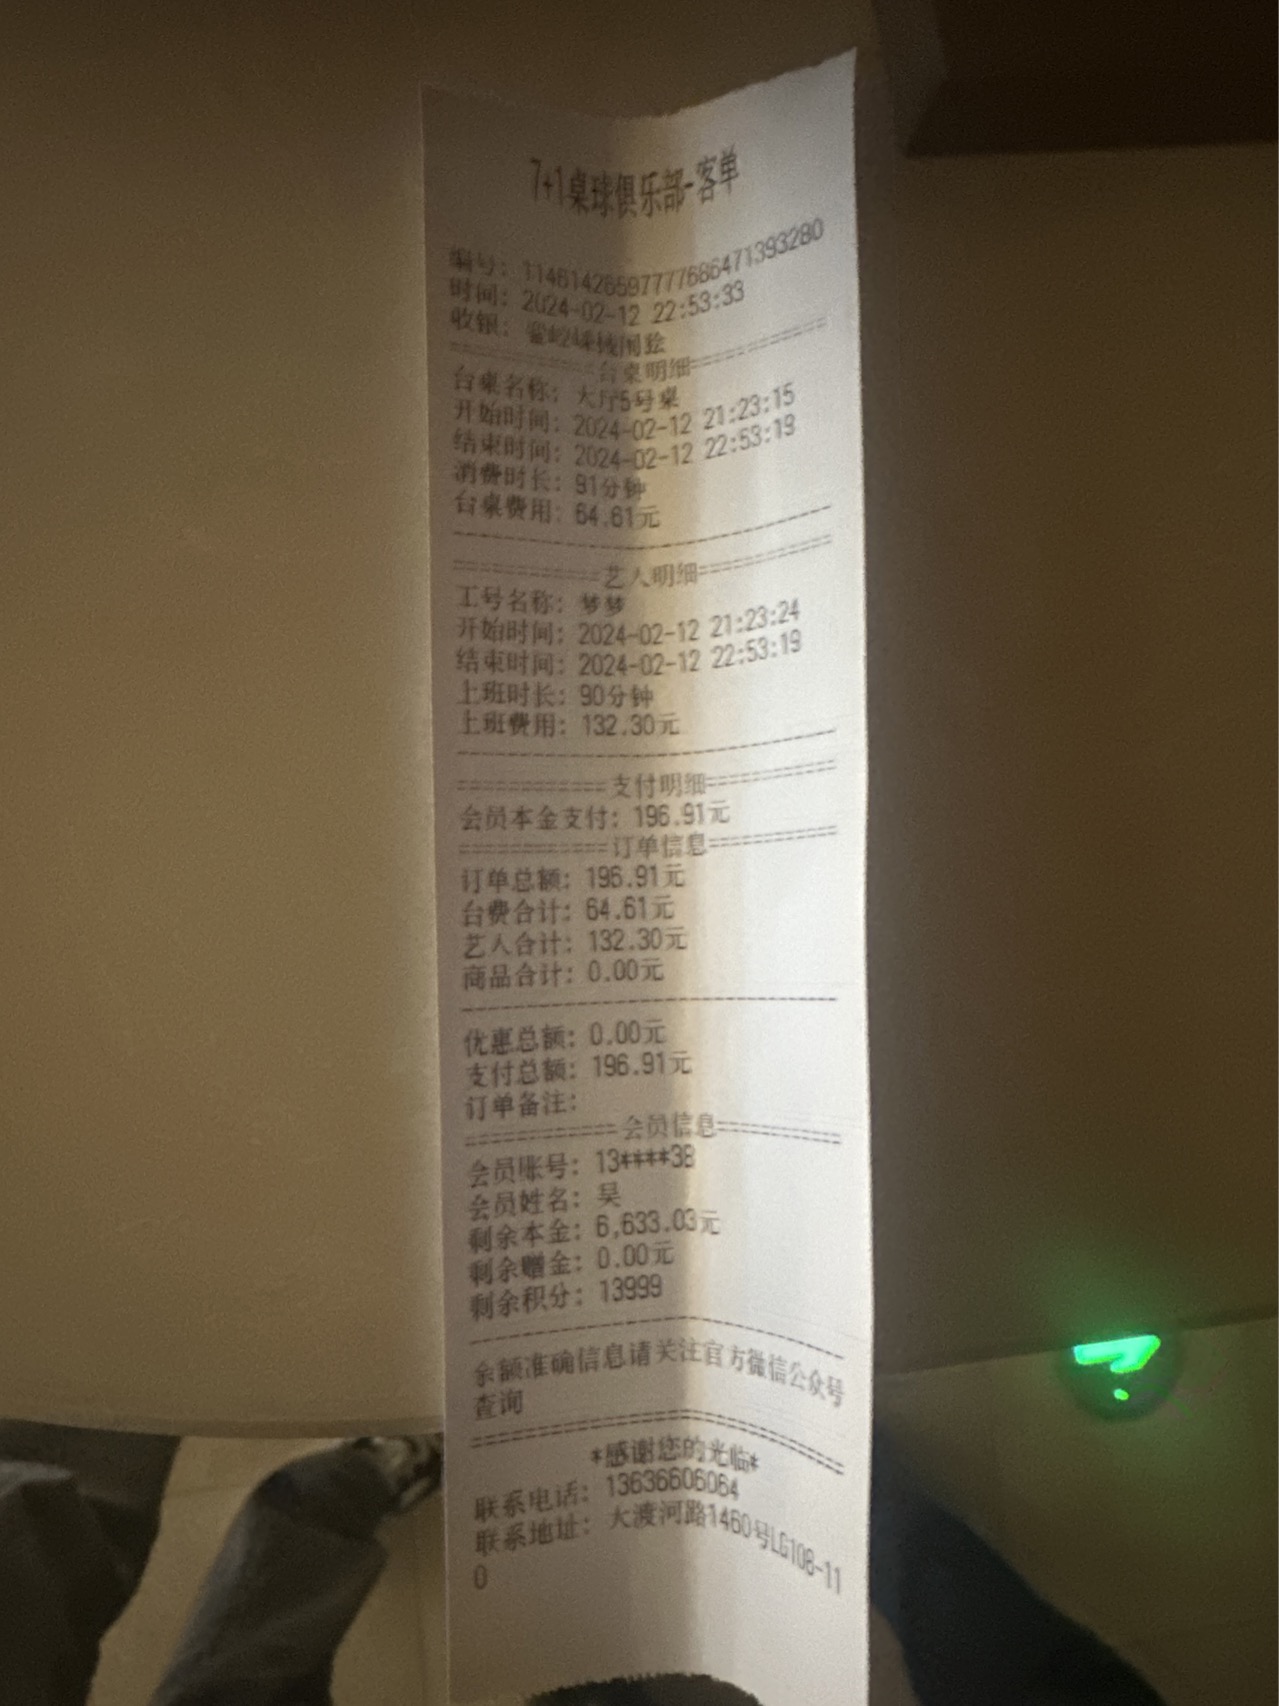 7+1桌球俱乐部-客单
编号: 1146142659777768647139​3280
时间: 2024-02-12 22:53:33
收银:
============台桌明细============
台桌名称: 大厅5号桌
开始时间: 2024-02-12 21:23:15
结束时间: 2024-02-12 22:53:19
消费时长: 91分钟
台桌费用: 64.61元
============艺人明细============
工号名称: 梦梦
开始时间: 2024-02-12 21:23:24
结束时间: 2024-02-12 22:53:19
上班时长: 90分钟
上班费用: 132.30元
============支付明细============
会员本金支付: 196.91元
============订单信息============
订单总额: 196.91元
台费合计: 64.61元
艺人合计: 132.30元
商品合计: 0.00元
优惠总额: 0.00元
支付总额: 196.91元
订单备注:
============会员信息============
会员账号: 13****38
会员姓名: 吴
剩余本金: 6,633.03元
剩余赠金: 0.00元
剩余积分: 13999
余额准确信息请关注官方微信公众号
查询
*感谢您的光临*
联系电话: 13636606064
联系地址: 大渡河路1460号LG108-11
0